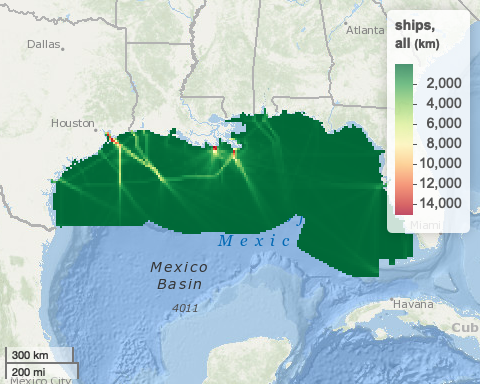 ships,
all (km)
2,000
4,000
6,000
8,000
10,000
12,000
14,000
Atlanta
Dallas
Houston
Miami
Mexic
Mexico
Basin
4011
Havana
Cub
300 km
200 mi
Mexico City